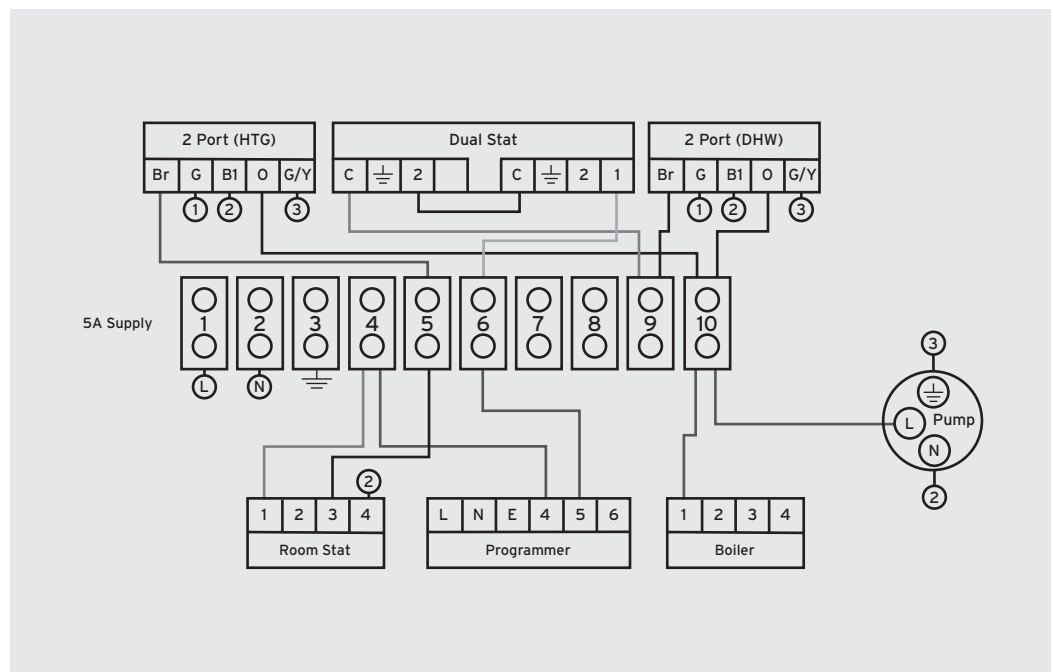 2 Port (HTG) Dual Stat 2 Port (DHW)
Br G B1 O G/Y C 2 C 2 1 Br G B1 O G/Y
1 2 3 1 2 3
5A Supply 1 2 3 4 5 6 7 8 9 10
L N
3
L Pump
N
2
2
1 2 3 4 L N E 4 5 6 1 2 3 4
Room Stat Programmer Boiler